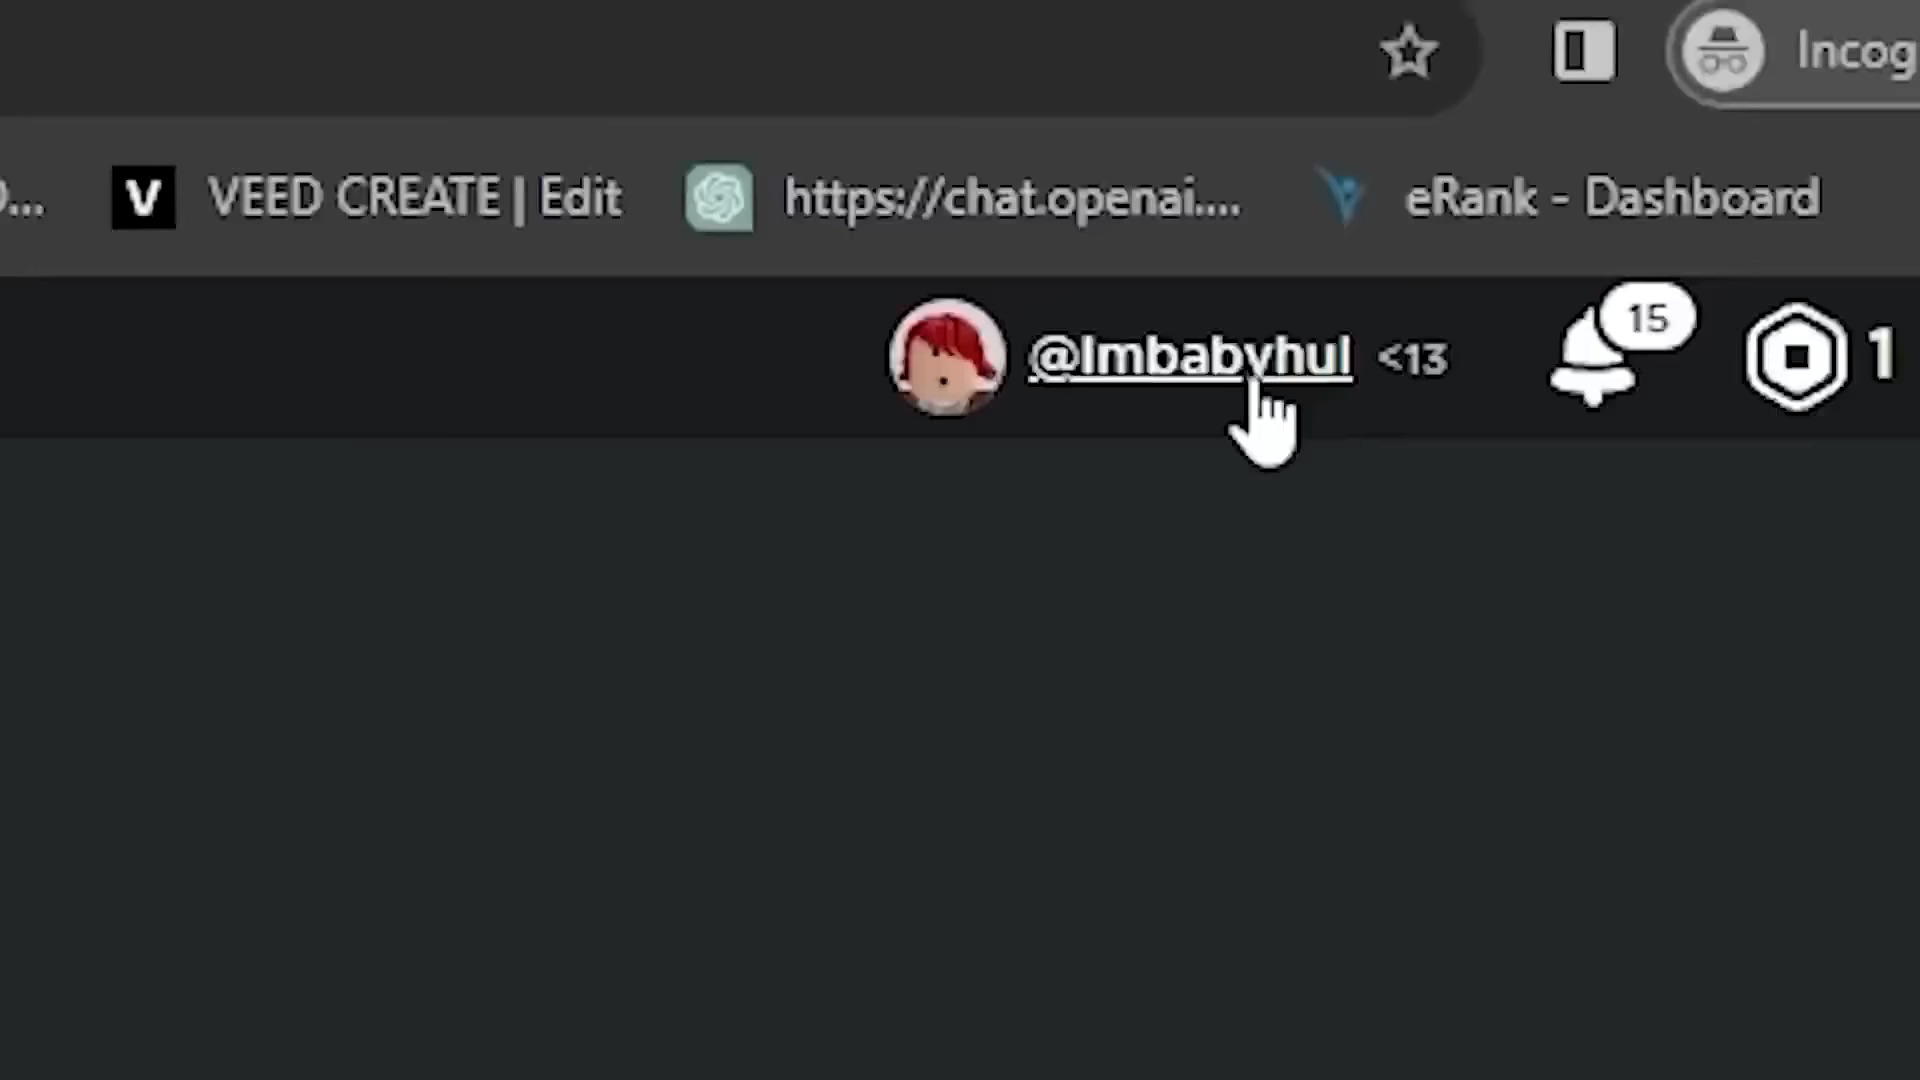 Incog
... V VEED CREATE | Edit https://chat.openai.... eRank - Dashboard
@Imbabyhul <13 15 1